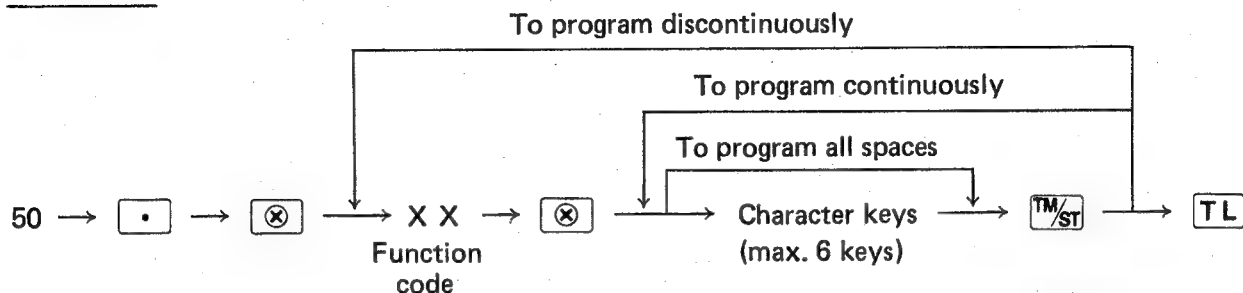 To program discontinuously
To program continuously
To program all spaces
50 → [•] → [⊗] → X X → [⊗] → Character keys → [TM/ST] → [TL]
Function
code
(max. 6 keys)